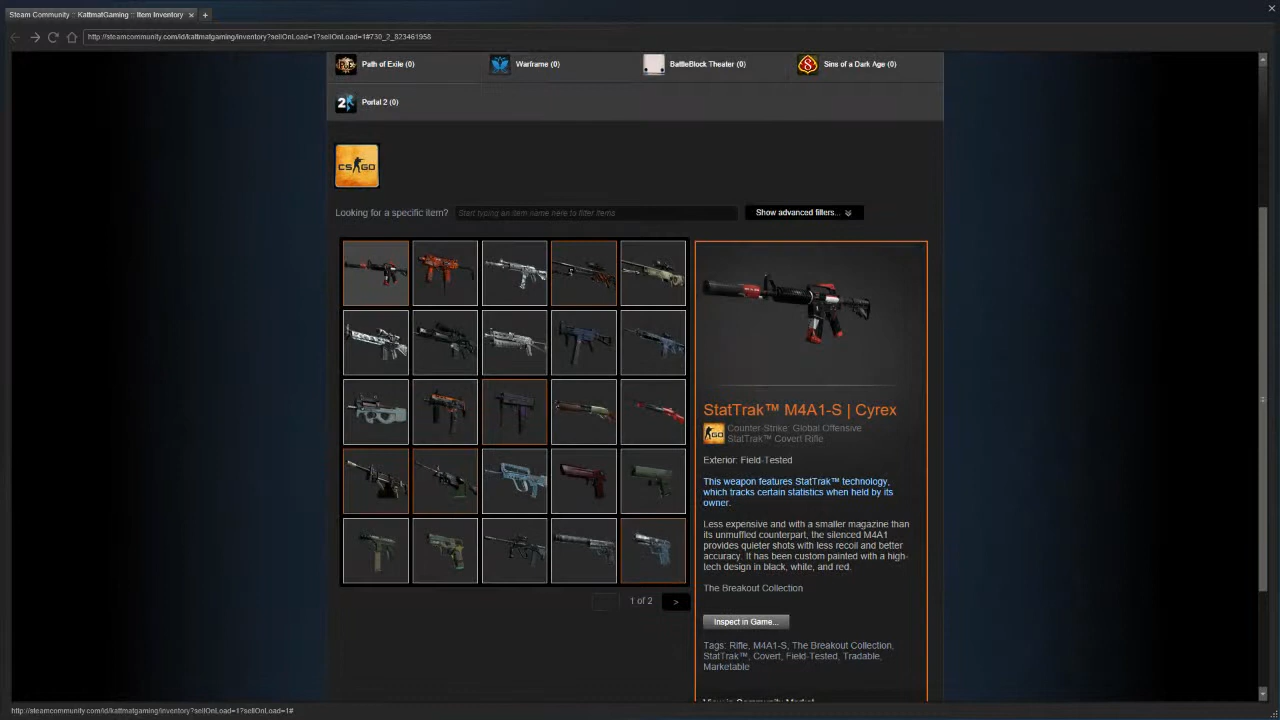 Steam Community :: KattmatGaming :: Item Inventory
http://steamcommunity.com/id/kattmatgaming/inventory?sellOnLoad=1?sellOnLoad=1#730_2_823461958
Path of Exile (0)
Warframe (0)
BattleBlock Theater (0)
Sins of a Dark Age (0)
2
Portal 2 (0)
CS GO
Looking for a specific item?
Start typing an item name here to filter items
Show advanced filters...
StatTrak™ M4A1-S | Cyrex
GO
Counter-Strike: Global Offensive
StatTrak™ Covert Rifle
Exterior: Field-Tested
This weapon features StatTrak™ technology,
which tracks certain statistics when held by its
owner.
Less expensive and with a smaller magazine than
its unmuffled counterpart, the silenced M4A1
provides quieter shots with less recoil and better
accuracy. It has been custom painted with a high-
tech design in black, white, and red.
The Breakout Collection
1 of 2
>
Inspect in Game...
Tags: Rifle, M4A1-S, The Breakout Collection,
StatTrak™, Covert, Field-Tested, Tradable,
Marketable
View in Community Market
http://steamcommunity.com/id/kattmatgaming/inventory?sellOnLoad=1?sellOnLoad=1#